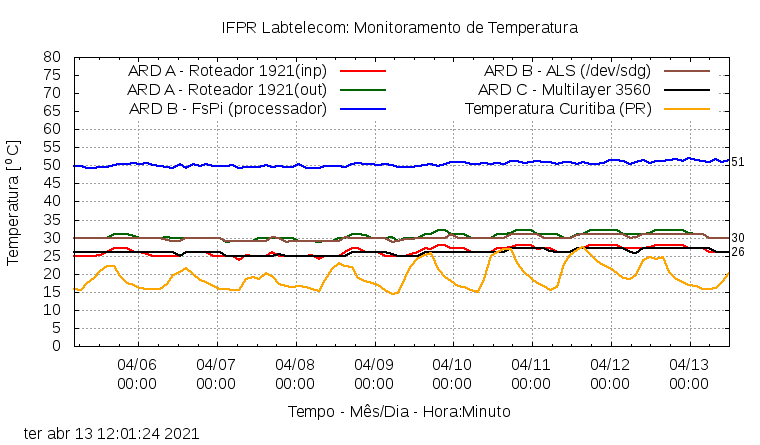 IFPR Labtelecom: Monitoramento de Temperatura
ARD A - Roteador 1921(inp)
ARD A - Roteador 1921(out)
ARD B - FsPi (processador)
ARD B - ALS (/dev/sdg)
ARD C - Multilayer 3560
Temperatura Curitiba (PR)
Temperatura [ º C]
80
75
70
65
60
55
50
45
40
35
30
25
20
15
10
5
0
51
30
26
04/06 00:00
04/07 00:00
04/08 00:00
04/09 00:00
04/10 00:00
04/11 00:00
04/12 00:00
04/13 00:00
Tempo - Mês/Dia - Hora:Minuto
ter abr 13 12:01:24 2021